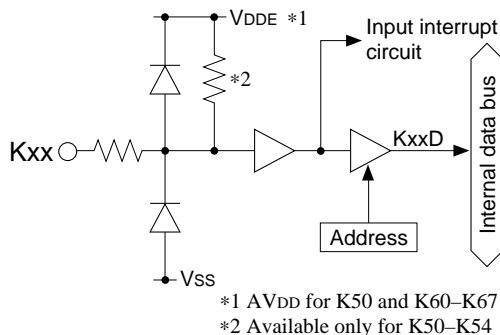 VDDE *1
Input interrupt
circuit
*2
Kxx
KxxD
Internal data bus
Address
VSS
*1 AVDD for K50 and K60–K67
*2 Available only for K50–K54